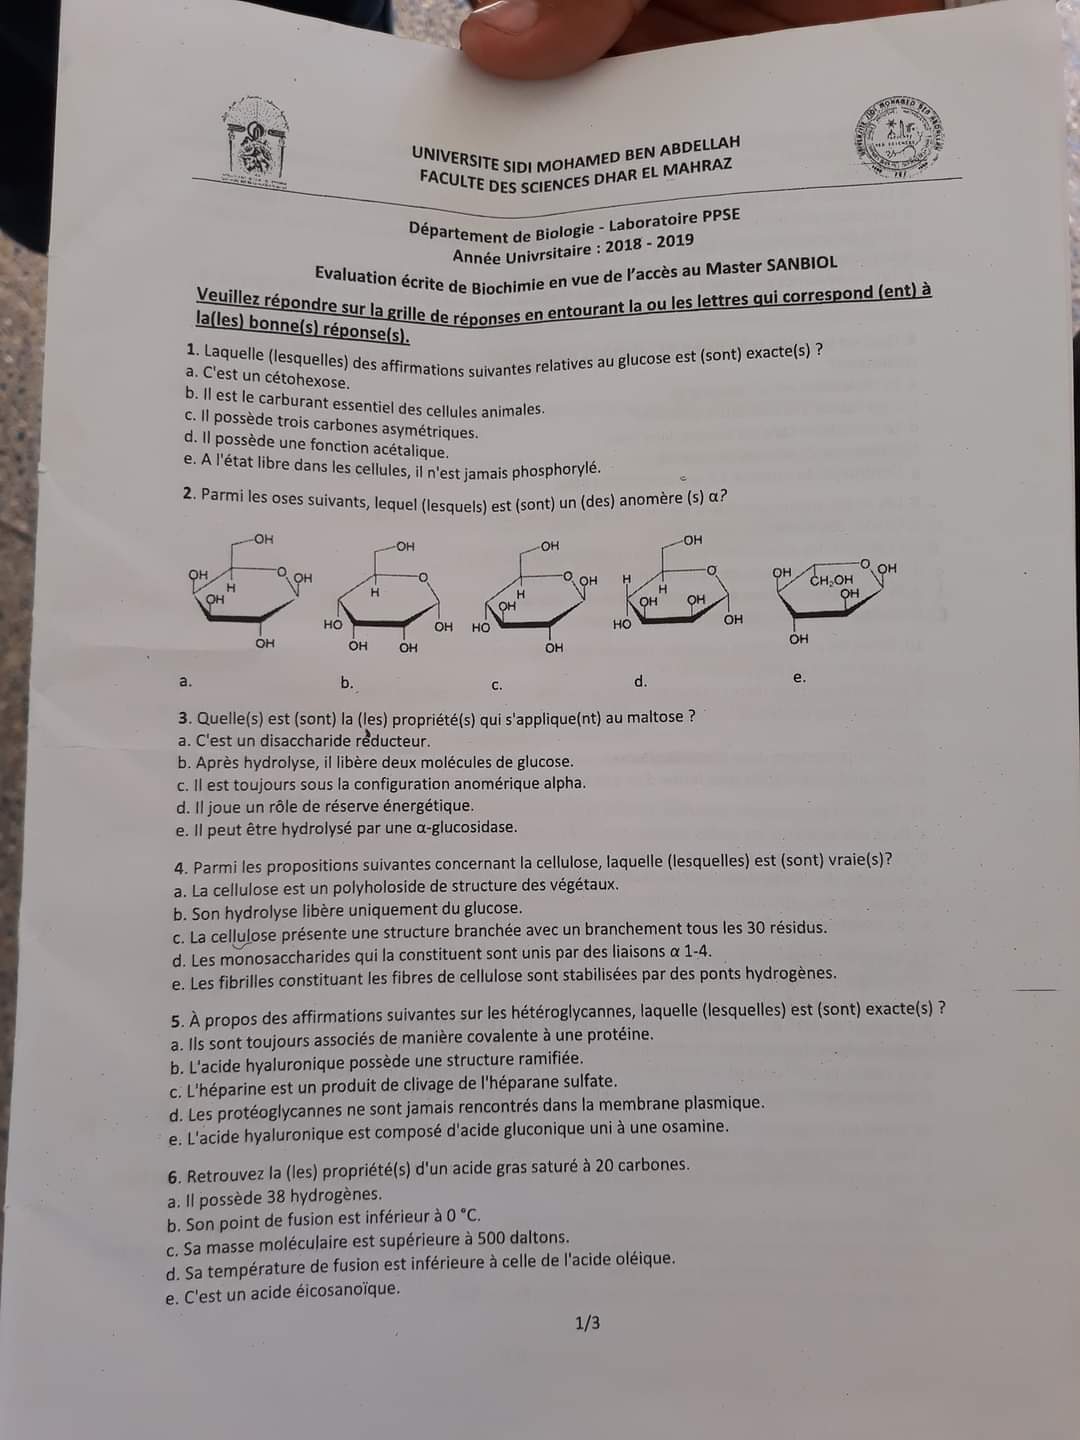 UNIVERSITE SIDI MOHAMED BEN ABDELLAH
FACULTE DES SCIENCES DHAR EL MAHRAZ
Département de Biologie - Laboratoire PPSE
Année Univrsitaire : 2018 - 2019
Evaluation écrite de Biochimie en vue de l'accès au Master SANBIOL
Veuillez répondre sur la grille de réponses en entourant la ou les lettres qui correspond (ent) à
la(les) bonne(s) réponse(s).
1. Laquelle (lesquelles) des affirmations suivantes relatives au glucose est (sont) exacte(s) ?
a. C'est un cétohexose.
b. Il est le carburant essentiel des cellules animales.
c. Il possède trois carbones asymétriques.
d. Il possède une fonction acétalique.
e. A l'état libre dans les cellules, il n'est jamais phosphorylé.
2. Parmi les oses suivants, lequel (lesquels) est (sont) un (des) anomère (s) α?
OH OH OH OH
OH O OH H OH O H OH
O H
OH
O OH H
OH
O H H OH OH
O OH
OH CH₂OH OH
O OH
HO OH HO HO OH
OH OH OH OH OH
a. b. c. d. e.
3. Quelle(s) est (sont) la (les) propriété(s) qui s'applique(nt) au maltose ?
a. C'est un disaccharide réducteur.
b. Après hydrolyse, il libère deux molécules de glucose.
c. Il est toujours sous la configuration anomérique alpha.
d. Il joue un rôle de réserve énergétique.
e. Il peut être hydrolysé par une α-glucosidase.
4. Parmi les propositions suivantes concernant la cellulose, laquelle (lesquelles) est (sont) vraie(s)?
a. La cellulose est un polyholoside de structure des végétaux.
b. Son hydrolyse libère uniquement du glucose.
c. La cellulose présente une structure branchée avec un branchement tous les 30 résidus.
d. Les monosaccharides qui la constituent sont unis par des liaisons α 1-4.
e. Les fibrilles constituant les fibres de cellulose sont stabilisées par des ponts hydrogènes.
5. À propos des affirmations suivantes sur les hétéroglycannes, laquelle (lesquelles) est (sont) exacte(s) ?
a. Ils sont toujours associés de manière covalente à une protéine.
b. L'acide hyaluronique possède une structure ramifiée.
c. L'héparine est un produit de clivage de l'héparane sulfate.
d. Les protéoglycannes ne sont jamais rencontrés dans la membrane plasmique.
e. L'acide hyaluronique est composé d'acide gluconique uni à une osamine.
6. Retrouvez la (les) propriété(s) d'un acide gras saturé à 20 carbones.
a. Il possède 38 hydrogènes.
b. Son point de fusion est inférieur à 0 °C.
c. Sa masse moléculaire est supérieure à 500 daltons.
d. Sa température de fusion est inférieure à celle de l'acide oléique.
e. C'est un acide éicosanoïque.
1/3